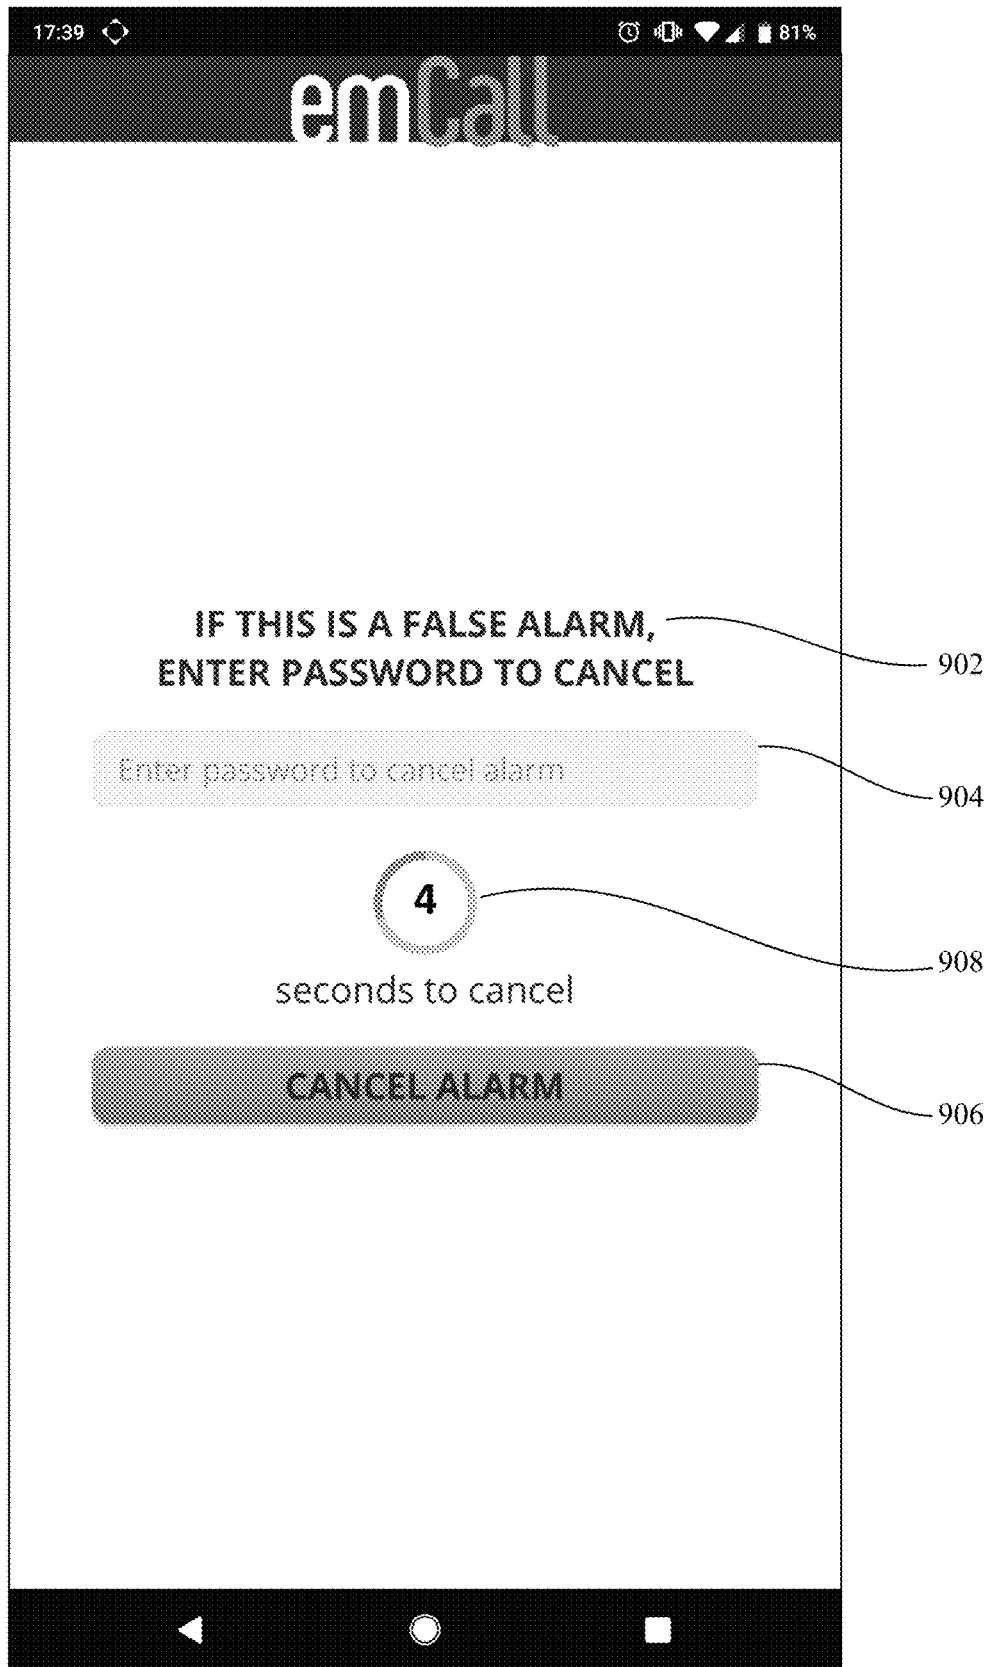 17:39
81%
emCall
IF THIS IS A FALSE ALARM,
902
ENTER PASSWORD TO CANCEL
Enter password to cancel alarm
904
4
908
seconds to cancel
CANCEL ALARM
906